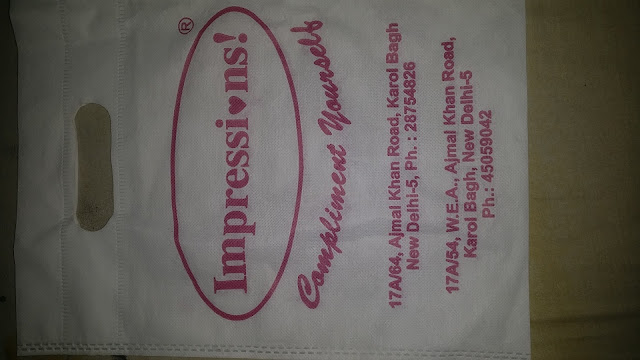 Impressi♥ns! ®
Compliment Yourself
17A/64, Ajmal Khan Road, Karol Bagh
New Delhi-5, Ph. : 28754826
17A/54, W.E.A., Ajmal Khan Road,
Karol Bagh, New Delhi-5
Ph.: 45059042